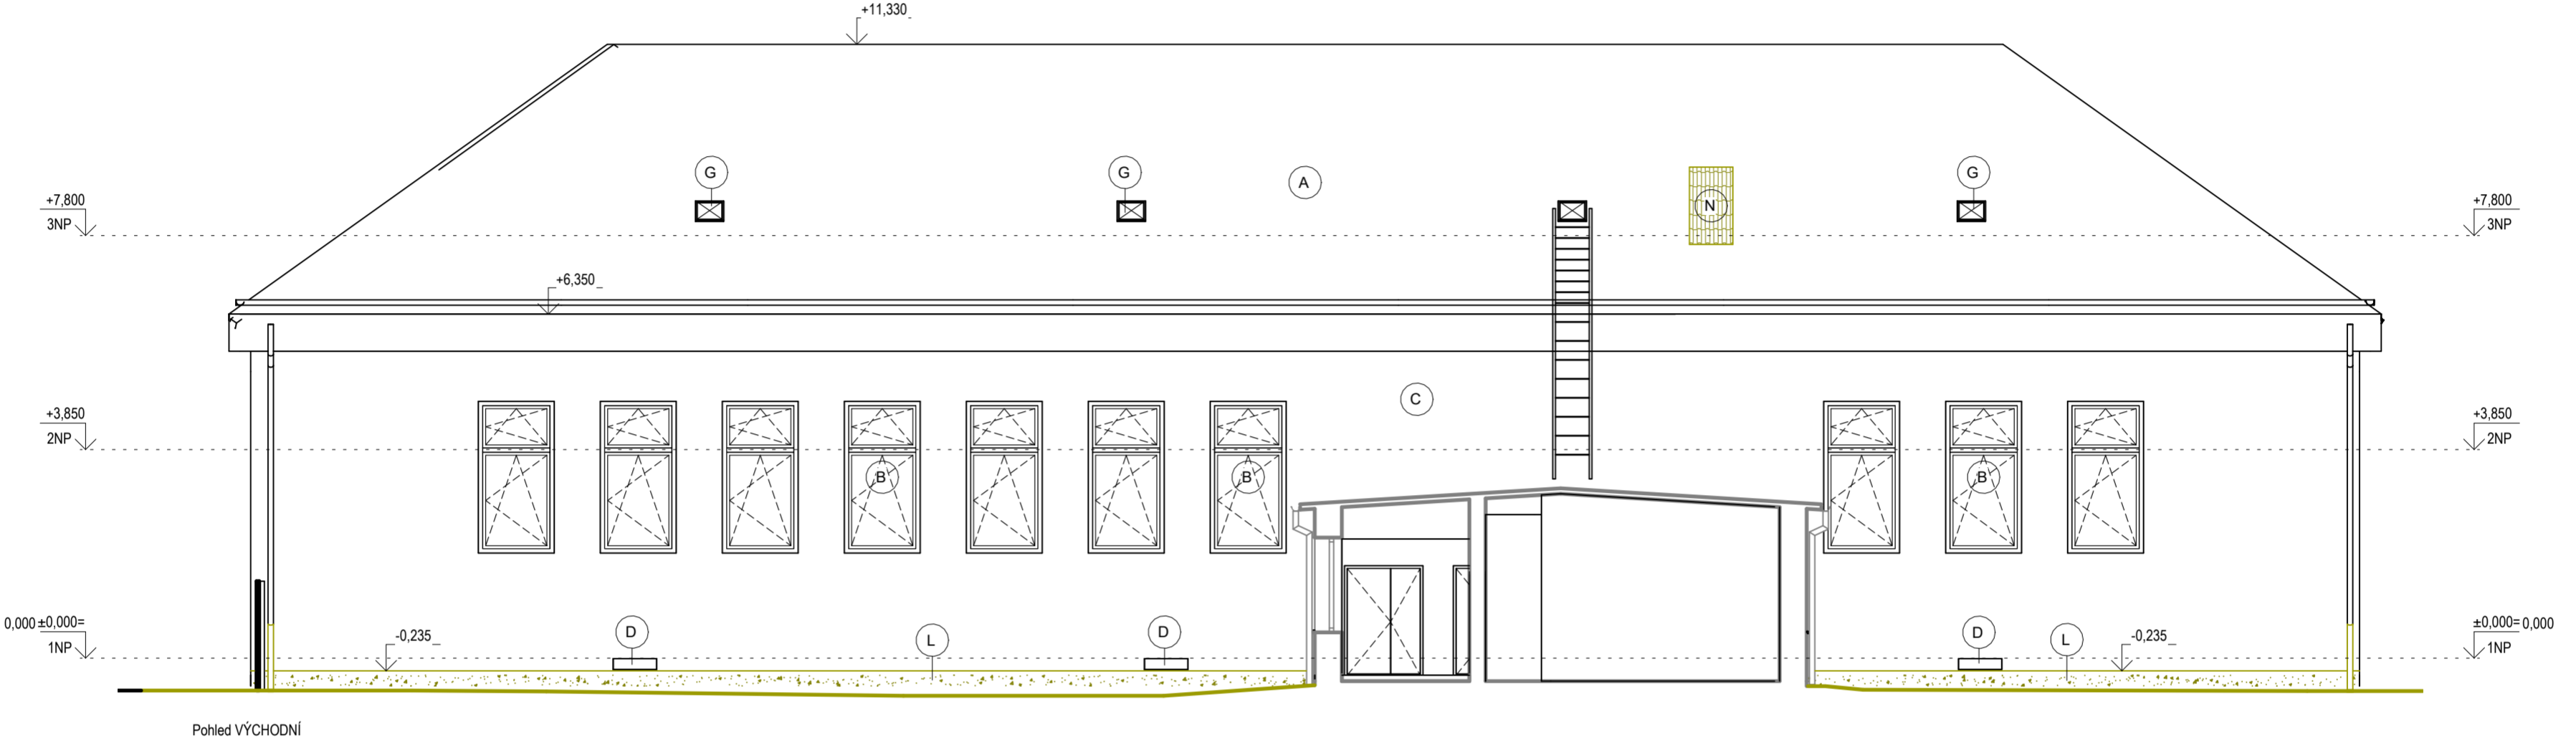 +11,330
G
G
A
G
N
+7,800
3NP
+7,800
3NP
+6,350
C
+3,850
2NP
+3,850
2NP
B
B
B
0,000 ±0,000=
1NP
-0,235
D
L
D
D
L
-0,235
±0,000= 0,000
1NP
Pohled VÝCHODNÍ